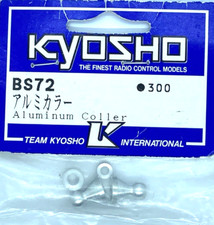 KYOSHO
THE FINEST RADIO CONTROL MODELS
BS72
●300
アルミカラー
Aluminum Coller
TEAM KYOSHO K INTERNATIONAL